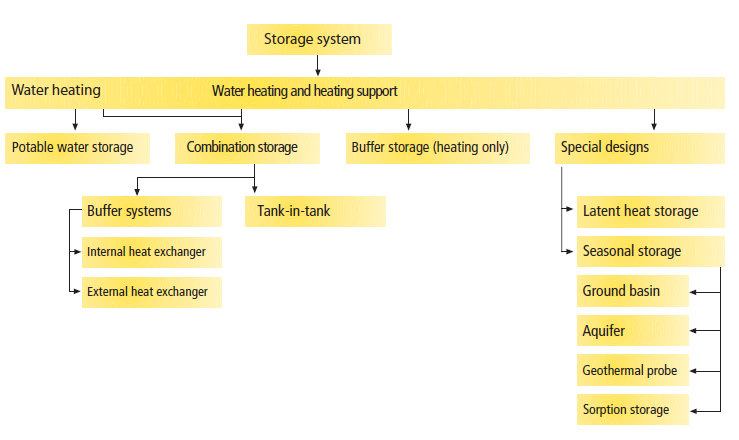 Storage system
Water heating
Water heating and heating support
Potable water storage
Combination storage
Buffer storage (heating only)
Special designs
Buffer systems
Tank-in-tank
Latent heat storage
Internal heat exchanger
Seasonal storage
External heat exchanger
Ground basin
Aquifer
Geothermal probe
Sorption storage